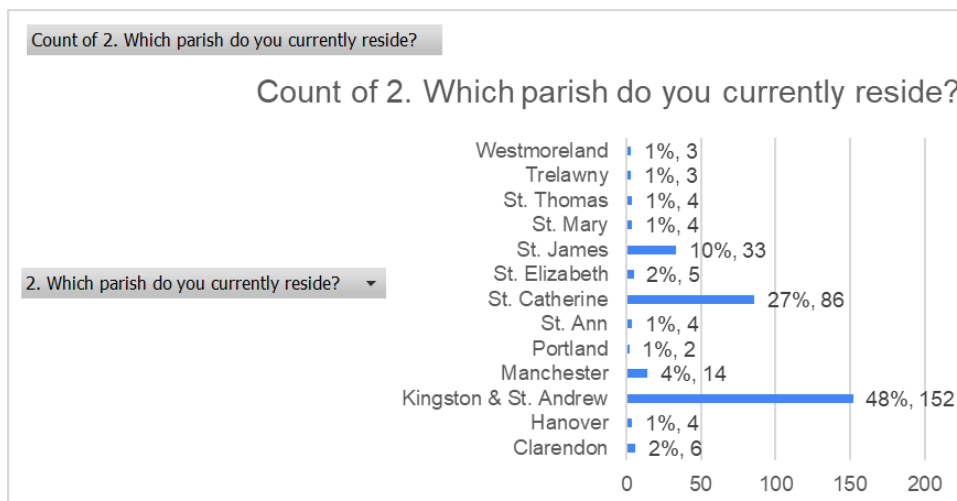 Count of 2. Which parish do you currently reside?
Count of 2. Which parish do you currently reside?
Westmoreland 1%, 3
Trelawny 1%, 3
St. Thomas 1%, 4
St. Mary 1%, 4
St. James 10%, 33
St. Elizabeth 2%, 5
2. Which parish do you currently reside?
St. Catherine 27%, 86
St. Ann 1%, 4
Portland 1%, 2
Manchester 4%, 14
Kingston & St. Andrew 48%, 152
Hanover 1%, 4
Clarendon 2%, 6
0 50 100 150 200